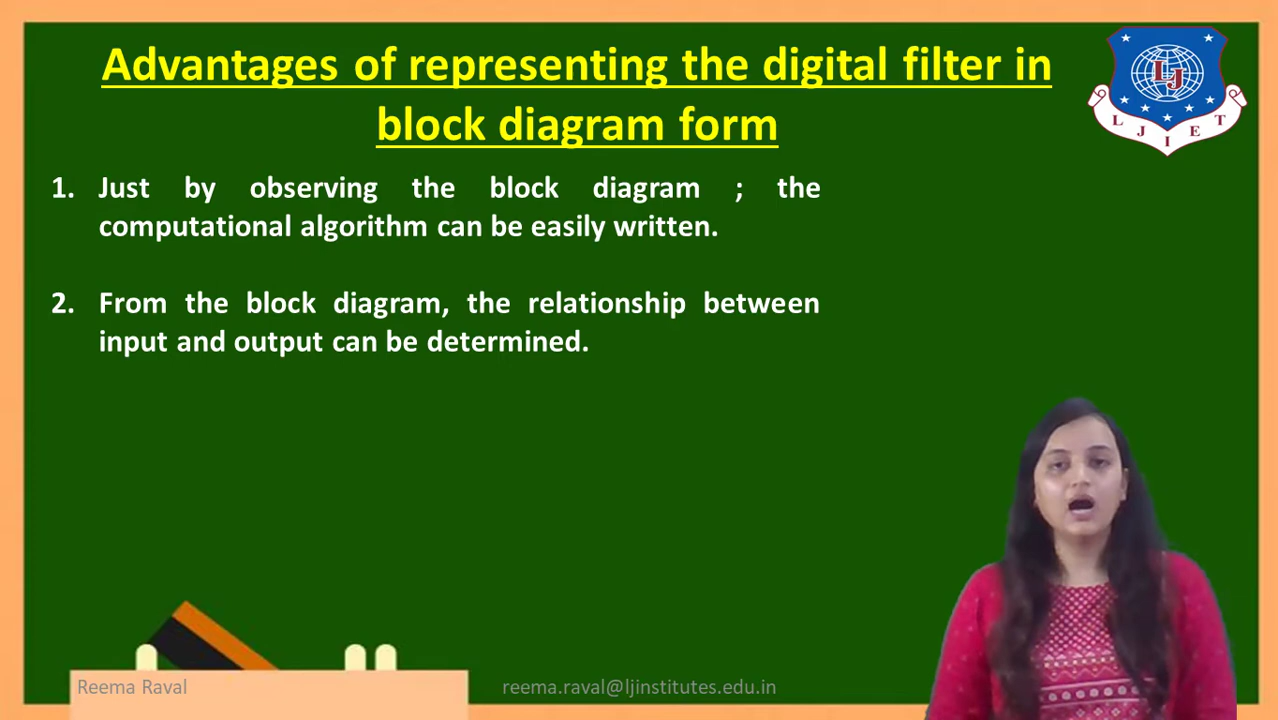 Advantages of representing the digital filter in
block diagram form
LJ
L J I E T
1. Just by observing the block diagram ; the
computational algorithm can be easily written.
2. From the block diagram, the relationship between
input and output can be determined.
Reema Raval
reema.raval@ljinstitutes.edu.in